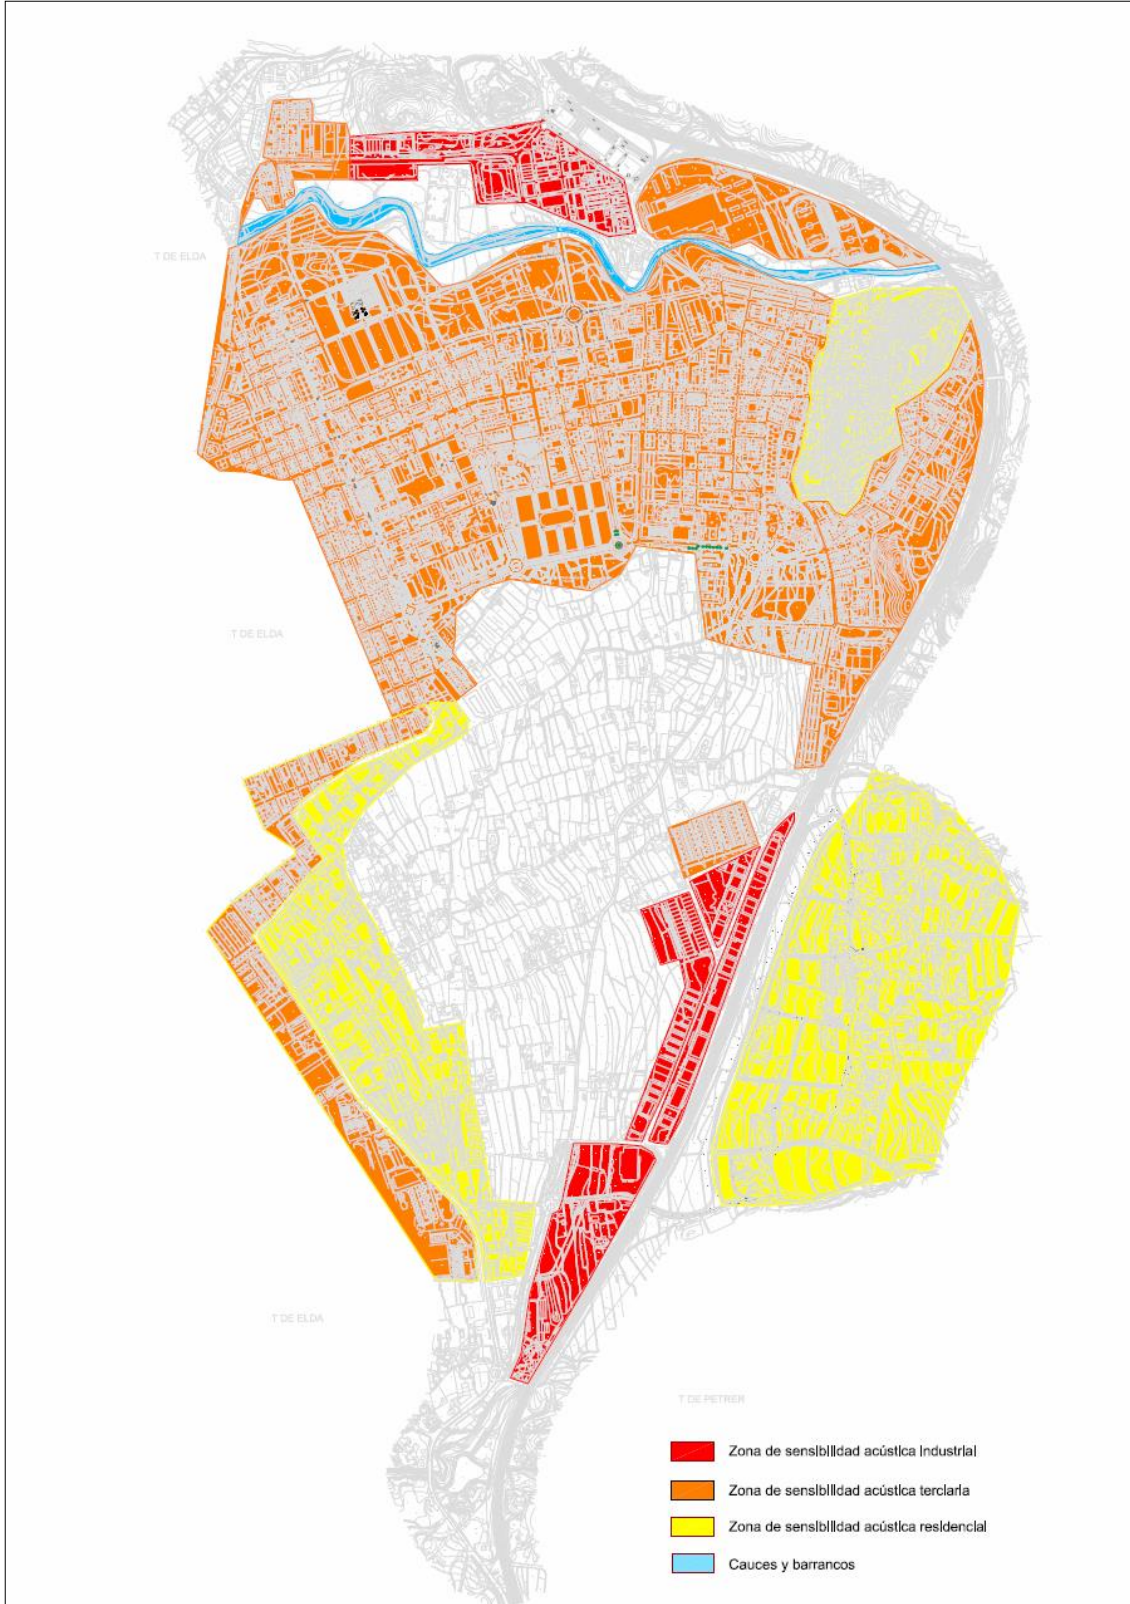 T DE ELDA
T DE ELDA
T DE ELDA
T DE PETRER
Zona de sensibilidad acústica industrial
Zona de sensibilidad acústica terciaria
Zona de sensibilidad acústica residencial
Cauces y barrancos